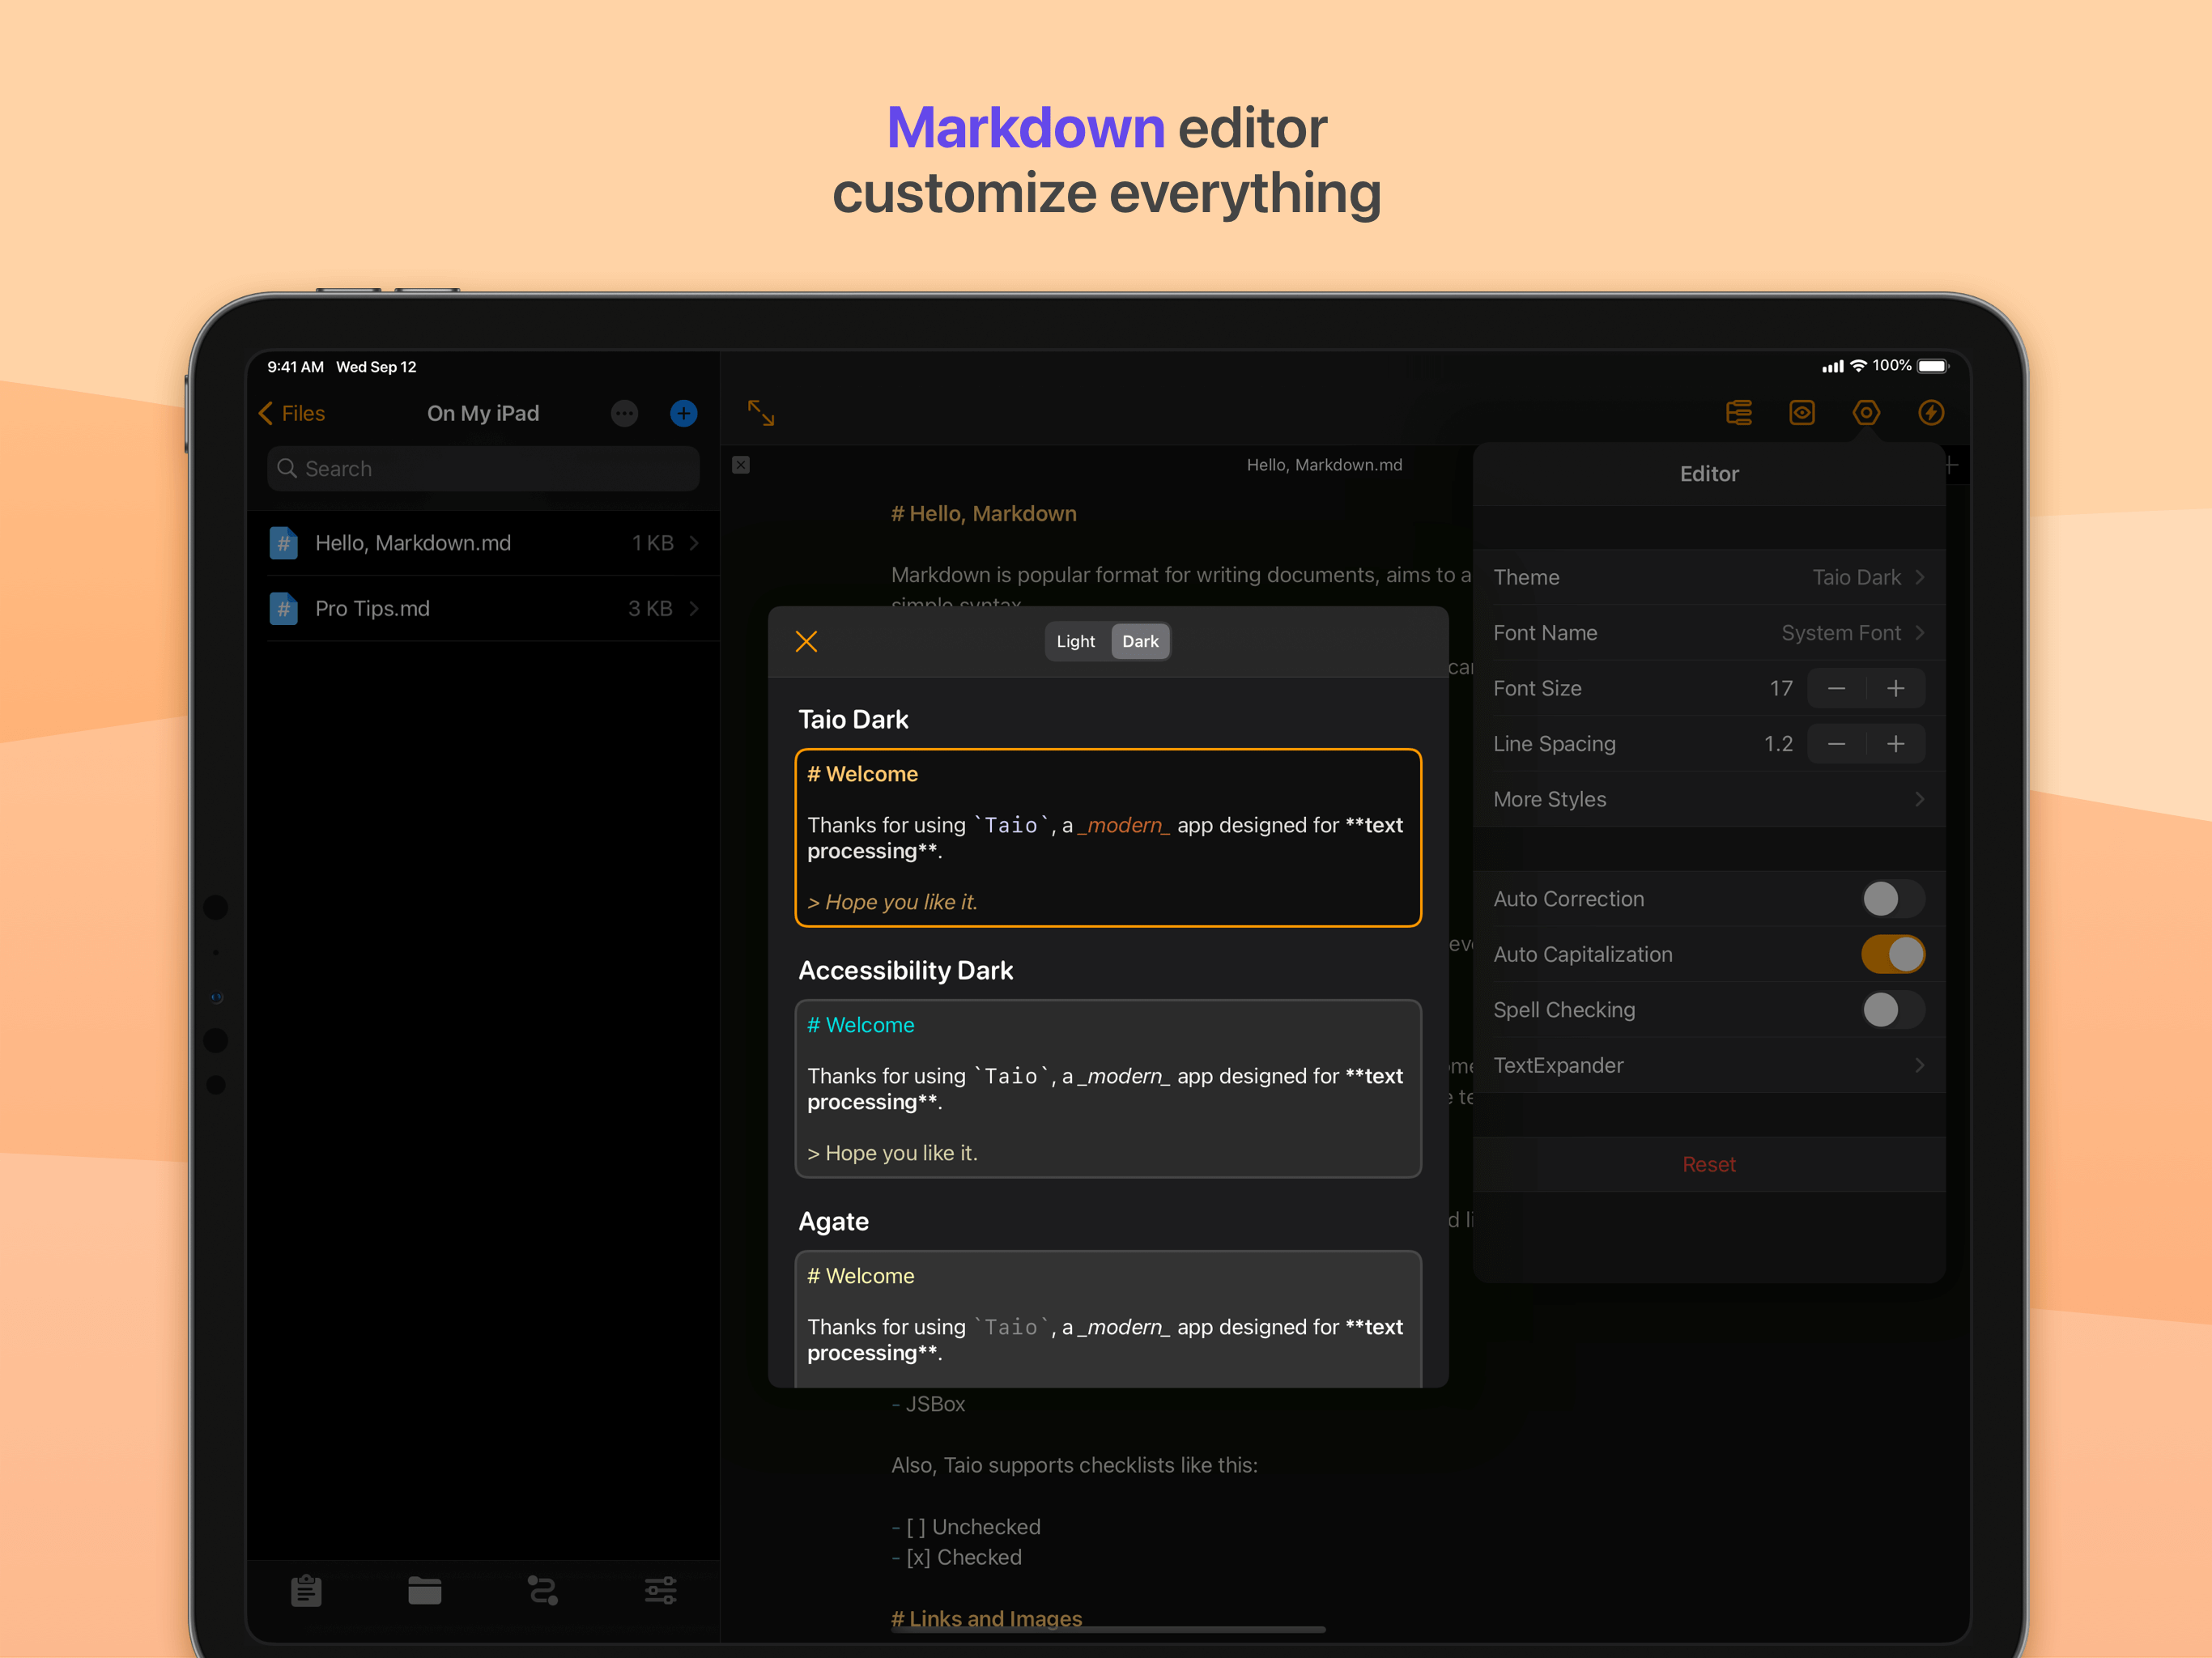 Markdown editor
customize everything
9:41 AM Wed Sep 12
100%
Files
On My iPad
Search
Hello, Markdown.md 1 KB
Pro Tips.md 3 KB
Hello, Markdown.md
# Hello, Markdown
Markdown is popular format for writing documents, aims to a
simple syntax
Light Dark
Taio Dark
# Welcome
Thanks for using `Taio`, a _modern_ app designed for **text
processing**.
> Hope you like it.
Accessibility Dark
# Welcome
Thanks for using `Taio`, a _modern_ app designed for **text
processing**.
> Hope you like it.
Agate
# Welcome
Thanks for using `Taio`, a _modern_ app designed for **text
processing**.
- JSBox
Also, Taio supports checklists like this:
- [ ] Unchecked
- [x] Checked
# Links and Images
Editor
Theme Taio Dark
Font Name System Font
Font Size 17 − +
Line Spacing 1.2 − +
More Styles
Auto Correction
Auto Capitalization
Spell Checking
TextExpander
Reset